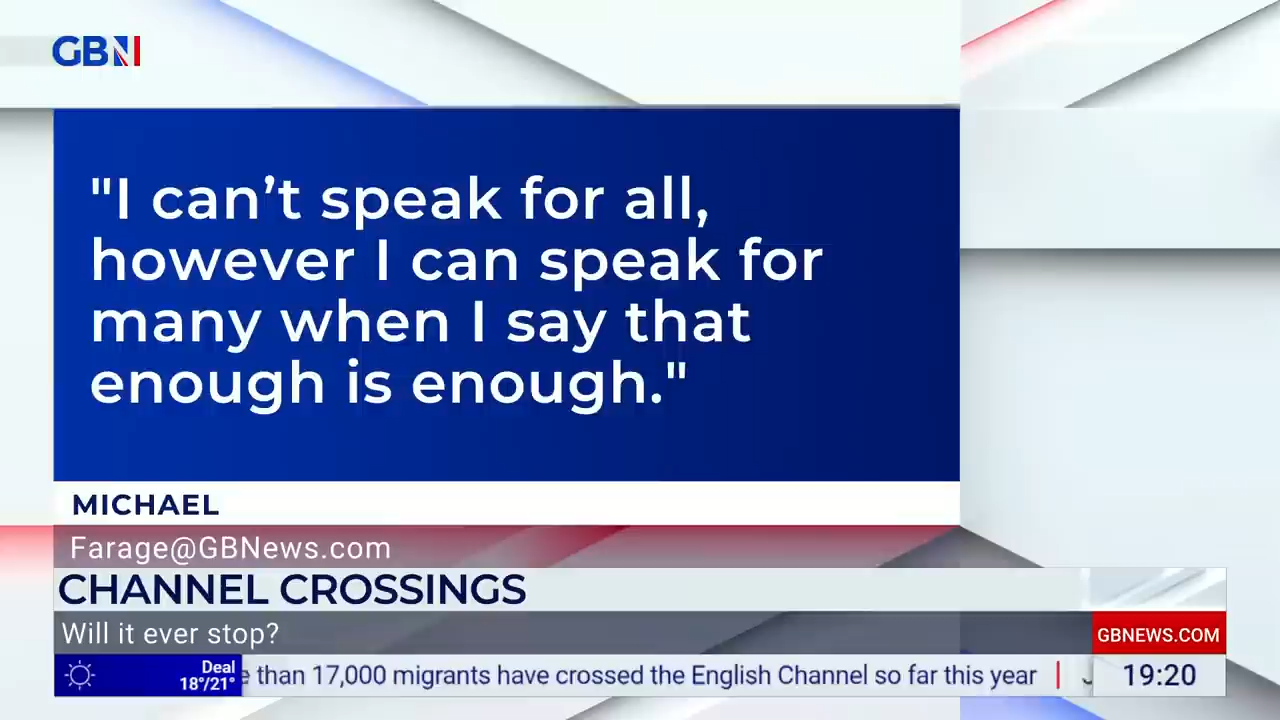 GBN
"I can’t speak for all,
however I can speak for
many when I say that
enough is enough."
MICHAEL
Farage@GBNews.com
CHANNEL CROSSINGS
Will it ever stop?
GBNEWS.COM
Deal
18°/21°
than 17,000 migrants have crossed the English Channel so far this year
19:20